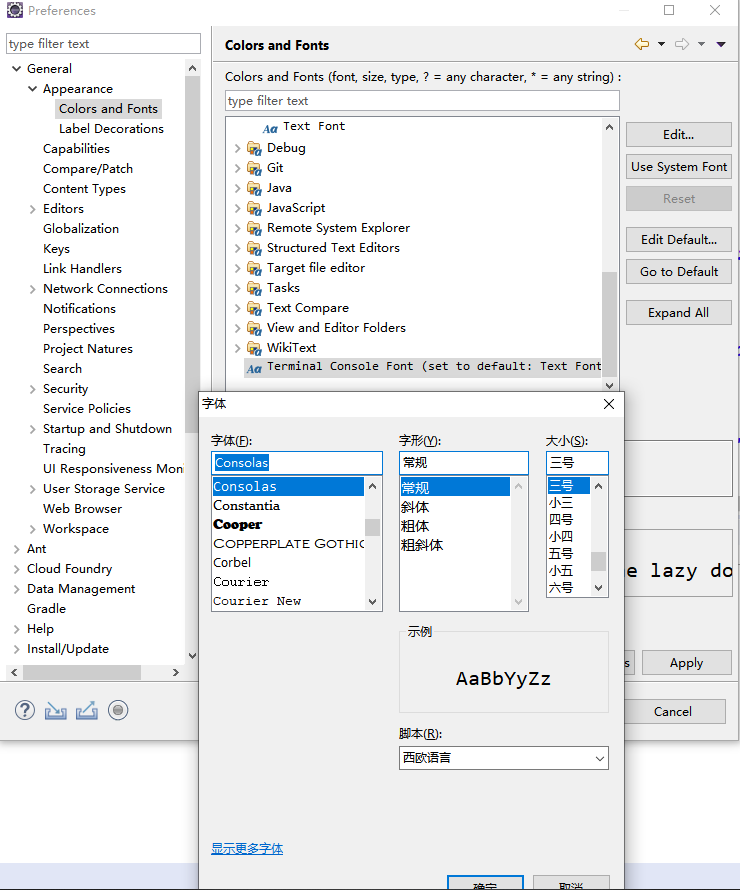 Preferences
type filter text
General
Appearance
Colors and Fonts
Label Decorations
Capabilities
Compare/Patch
Content Types
Editors
Globalization
Keys
Link Handlers
Network Connections
Notifications
Perspectives
Project Natures
Search
Security
Service Policies
Startup and Shutdown
Tracing
UI Responsiveness Moni
User Storage Service
Web Browser
Workspace
Ant
Cloud Foundry
Data Management
Gradle
Help
Install/Update
Colors and Fonts
Colors and Fonts (font, size, type, ? = any character, * = any string) :
type filter text
Aa Text Font
Debug
Git
Java
JavaScript
Remote System Explorer
Structured Text Editors
Target file editor
Tasks
Text Compare
View and Editor Folders
WikiText
Aa Terminal Console Font (set to default: Text Font
Edit...
Use System Font
Reset
Edit Default...
Go to Default
Expand All
e lazy do
s
Apply
Cancel
字体
字体(F):
Consolas
Consolas
Constantia
Cooper
Copperplate Gothic
Corbel
Courier
Courier New
字形(Y):
常规
常规
斜体
粗体
粗斜体
大小(S):
三号
三号
小三
四号
小四
五号
小五
六号
示例
AaBbYyZz
脚本(R):
西欧语言
显示更多字体
确定
取消